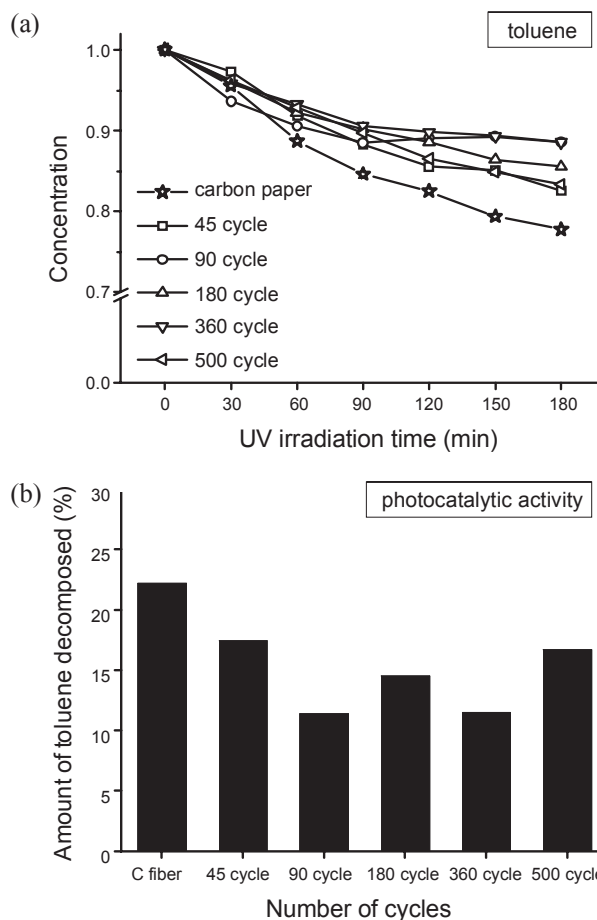 (a)
toluene
1.0
0.9
0.8
0.7
0.0
Concentration
carbon paper
45 cycle
90 cycle
180 cycle
360 cycle
500 cycle
0 30 60 90 120 150 180
UV irradiation time (min)
(b)
photocatalytic activity
30
25
20
15
10
5
0
Amount of toluene decomposed (%)
C fiber 45 cycle 90 cycle 180 cycle 360 cycle 500 cycle
Number of cycles